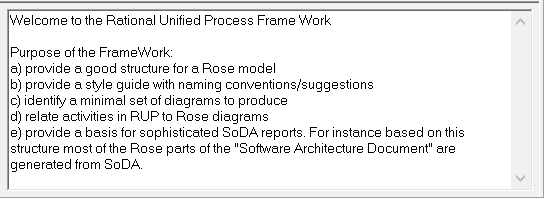 Welcome to the Rational Unified Process Frame Work
Purpose of the FrameWork:
a) provide a good structure for a Rose model
b) provide a style guide with naming conventions/suggestions
c) identify a minimal set of diagrams to produce
d) relate activities in RUP to Rose diagrams
e) provide a basis for sophisticated SoDA reports. For instance based on this
structure most of the Rose parts of the "Software Architecture Document" are
generated from SoDA.